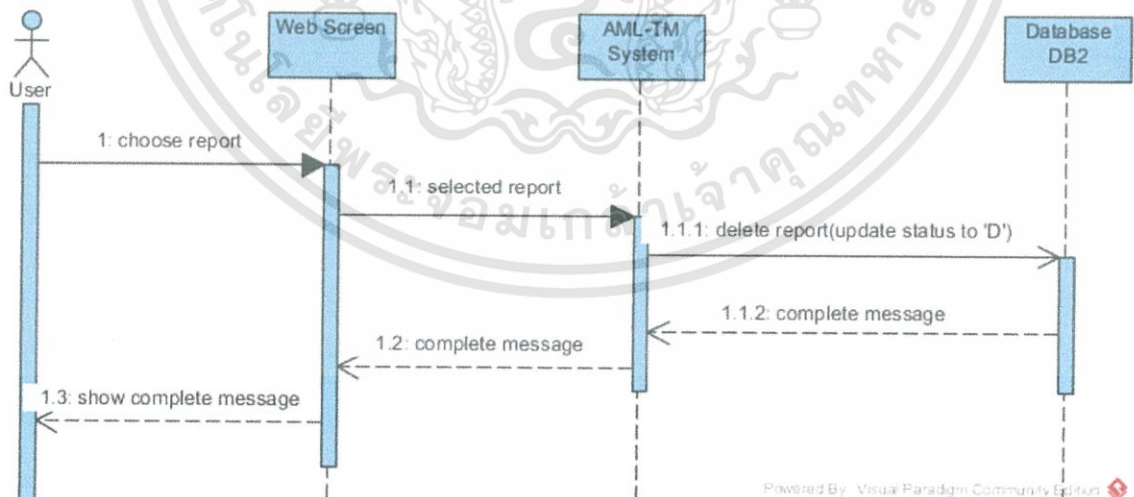 Web Screen
AML-TM
System
Database
DB2
User
1: choose report
1.1: selected report
1.1.1: delete report(update status to 'D')
1.1.2: complete message
1.2: complete message
1.3: show complete message
Powered By Visual Paradigm Community Edition